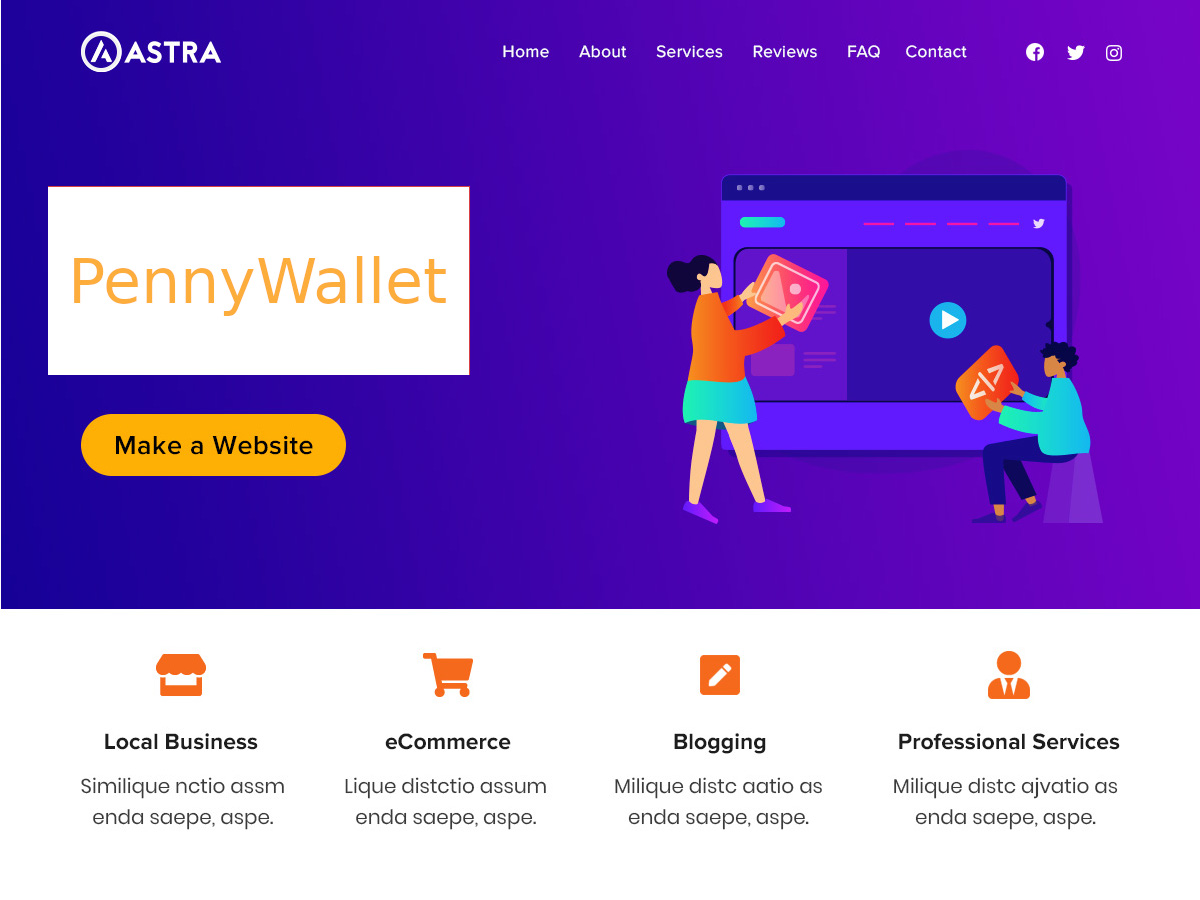 ASTRA
Home About Services Reviews FAQ Contact
PennyWallet
Make a Website
</>
Local Business
Similique nctio assm
enda saepe, aspe.
eCommerce
Lique distctio assum
enda saepe, aspe.
Blogging
Milique distc aatio as
enda saepe, aspe.
Professional Services
Milique distc ajvatio as
enda saepe, aspe.